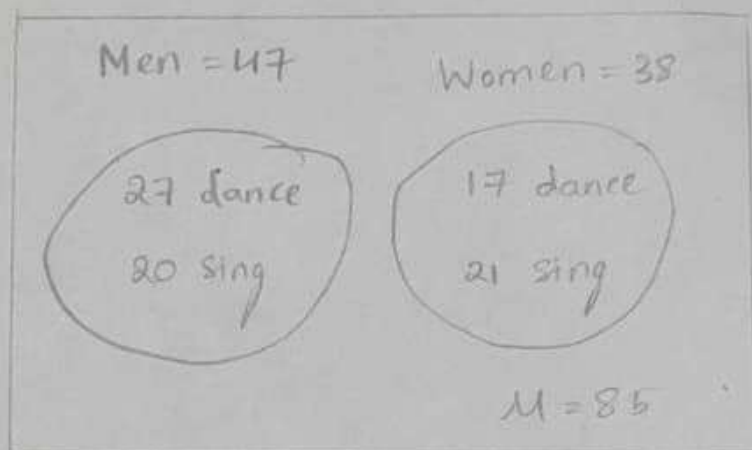 Men = 47
Women = 38
27 dance
20 sing
17 dance
21 sing
M = 85